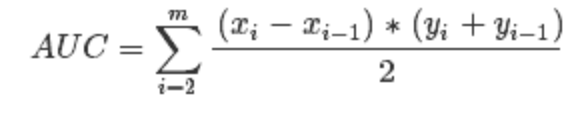 AUC = \sum_{i=2}^{m} \frac{(x_i - x_{i-1}) * (y_i + y_{i-1})}{2}